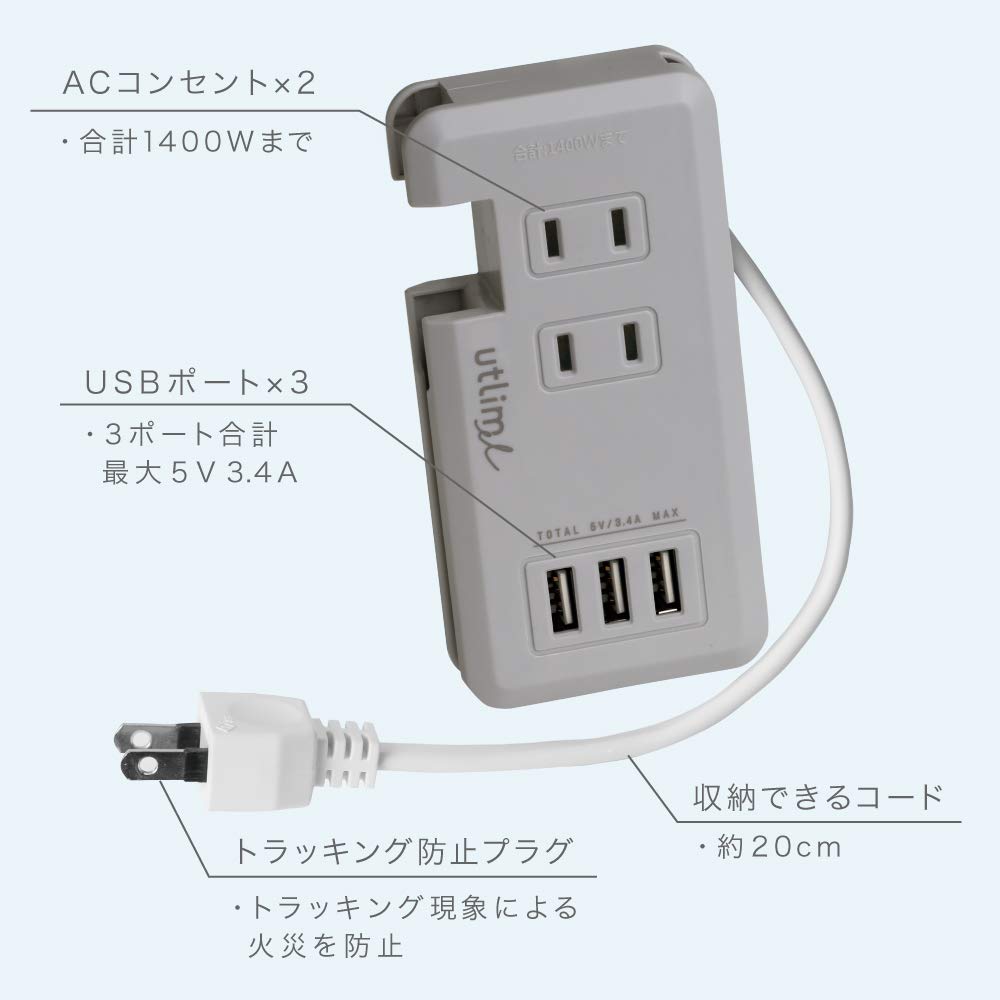 ACコンセント×2
・合計1400Wまで
合計1400Wまで
USBポート×3
・3ポート合計
最大5V 3.4A
utlime
TOTAL 5V/3.4A MAX
収納できるコード
・約20cm
トラッキング防止プラグ
・トラッキング現象による
火災を防止